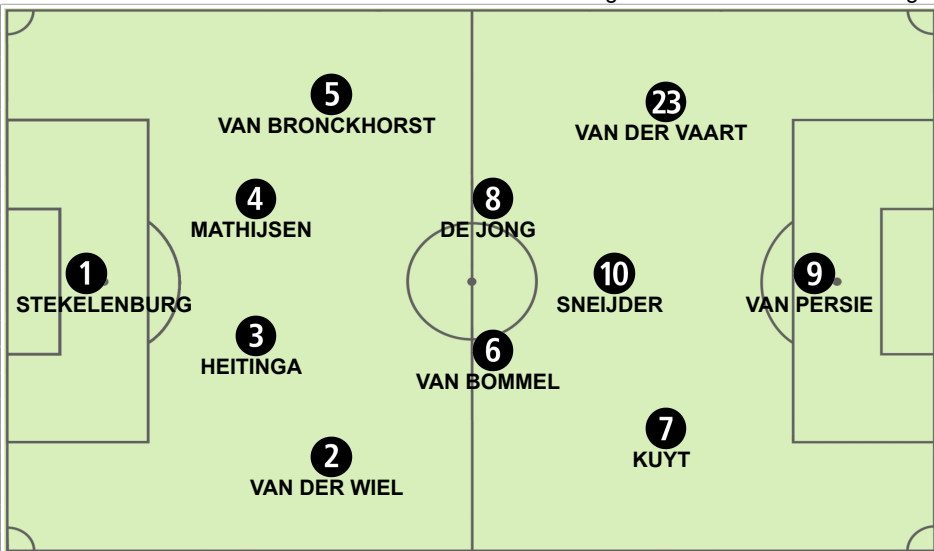 5
VAN BRONCKHORST
23
VAN DER VAART
4
MATHIJSEN
8
DE JONG
1
STEKELENBURG
10
SNEIJDER
9
VAN PERSIE
3
HEITINGA
6
VAN BOMMEL
7
KUYT
2
VAN DER WIEL